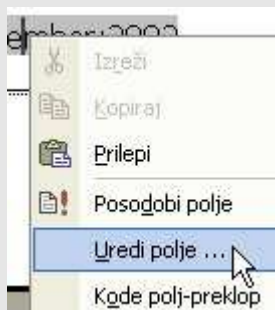 Izreži
Kopiraj
Prilepi
Posodobi polje
Uredi polje ...
Kode polj-preklop